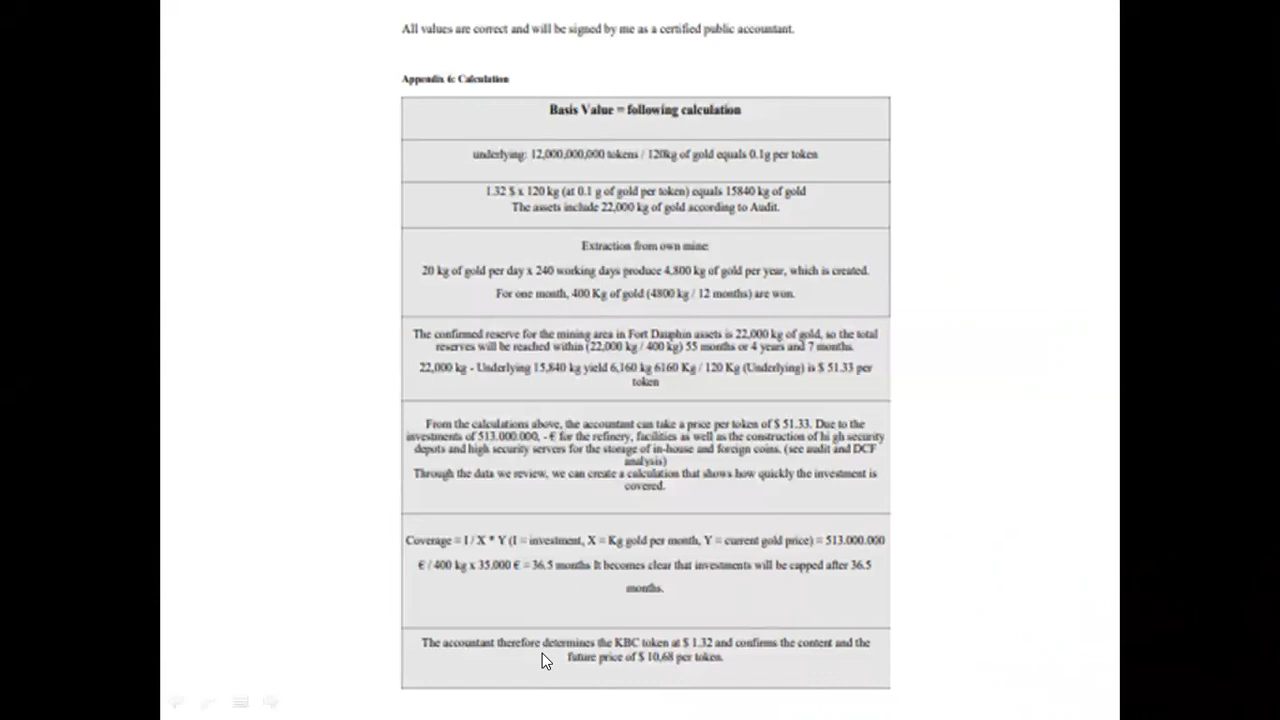 All values are correct and will be signed by me as a certified public accountant.
Appendix 6: Calculation
Basis Value = following calculation
underlying: 12,000,000,000 tokens / 120kg of gold equals 0.1g per token
1.32 $ x 120 kg (at 0.1 g of gold per token) equals 15840 kg of gold
The assets include 22,000 kg of gold according to Audit.
Extraction from own mine:
20 kg of gold per day x 240 working days produce 4,800 kg of gold per year, which is created.
For one month, 400 Kg of gold (4800 kg / 12 months) are won.
The confirmed reserve for the mining area in Fort Dauphin assets is 22,000 kg of gold, so the total
reserves will be reached within (22,000 kg / 400 kg) 55 months or 4 years and 7 months.
22,000 kg - Underlying 15,840 kg yield 6,160 kg 6160 Kg / 120 Kg (Underlying) is $ 51.33 per
token
From the calculations above, the accountant can take a price per token of $ 51.33. Due to the
investments of 513.000.000, - € for the refinery, facilities as well as the construction of hi gh security
depots and high security servers for the storage of in-house and foreign coins. (see audit and DCF
analysis)
Through the data we review, we can create a calculation that shows how quickly the investment is
covered.
Coverage = I / X * Y (I = investment, X = Kg gold per month, Y = current gold price) = 513.000.000
€ / 400 kg x 35.000 € = 36.5 months It becomes clear that investments will be capped after 36.5
months.
The accountant therefore determines the KBC token at $ 1.32 and confirms the content and the
future price of $ 10,68 per token.